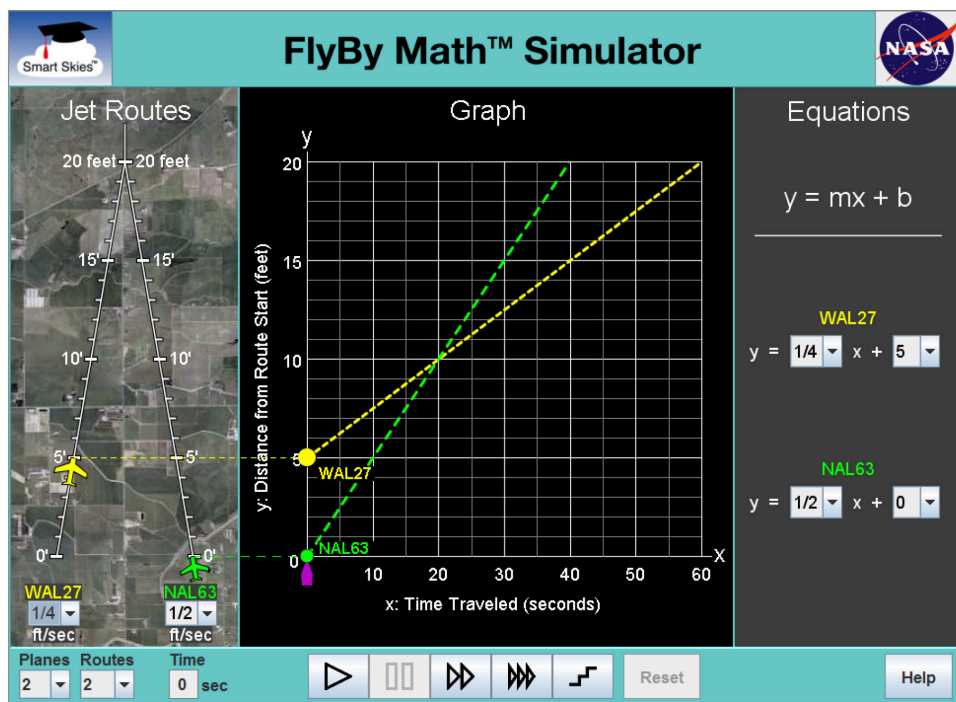 Smart Skies™
FlyBy Math™ Simulator
NASA
Jet Routes
20 feet 20 feet
15' 15'
10' 10'
5' 5'
0' 0'
WAL27 NAL63
1/4 1/2
ft/sec ft/sec
Graph
y
20
15
10
5
0
y: Distance from Route Start (feet)
WAL27
NAL63
x
10 20 30 40 50 60
x: Time Traveled (seconds)
Equations
y = mx + b
WAL27
y = 1/4 x + 5
NAL63
y = 1/2 x + 0
Planes Routes Time
2 2 0 sec
Reset
Help